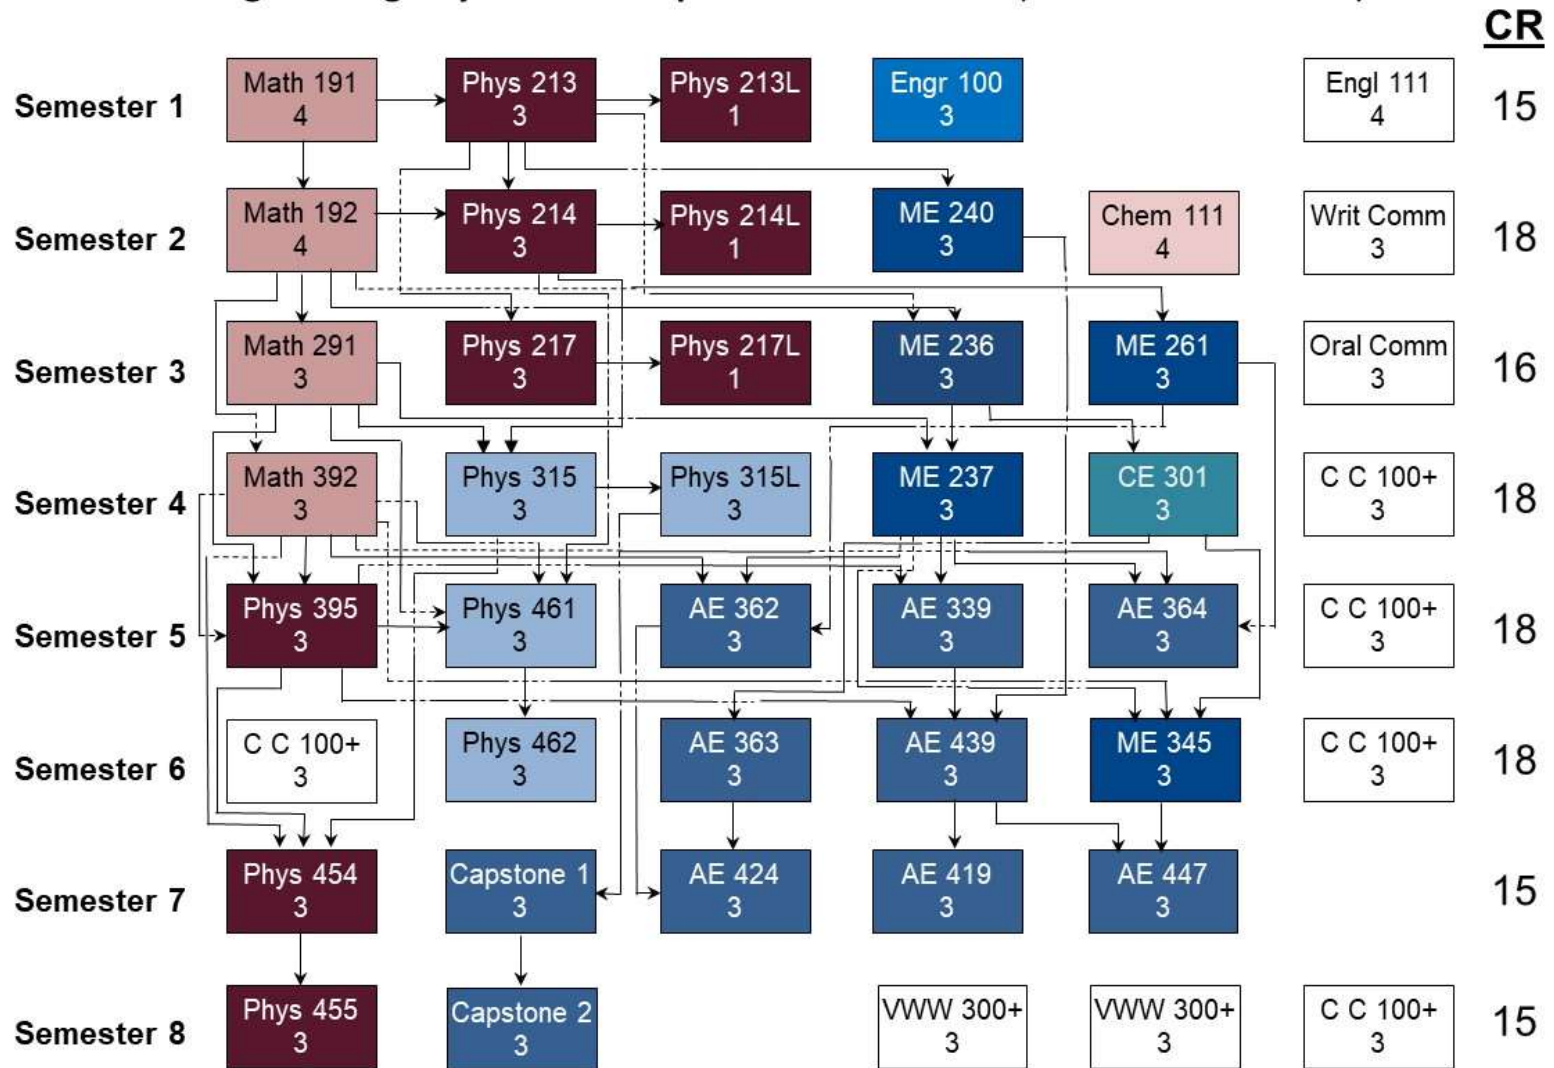 CR
Semester 1
Math 191
4
Phys 213
3
Phys 213L
1
Engr 100
3
Engl 111
4
15
Semester 2
Math 192
4
Phys 214
3
Phys 214L
1
ME 240
3
Chem 111
4
Writ Comm
3
18
Semester 3
Math 291
3
Phys 217
3
Phys 217L
1
ME 236
3
ME 261
3
Oral Comm
3
16
Semester 4
Math 392
3
Phys 315
3
Phys 315L
3
ME 237
3
CE 301
3
C C 100+
3
18
Semester 5
Phys 395
3
Phys 461
3
AE 362
3
AE 339
3
AE 364
3
C C 100+
3
18
Semester 6
C C 100+
3
Phys 462
3
AE 363
3
AE 439
3
ME 345
3
C C 100+
3
18
Semester 7
Phys 454
3
Capstone 1
3
AE 424
3
AE 419
3
AE 447
3
15
Semester 8
Phys 455
3
Capstone 2
3
VWW 300+
3
VWW 300+
3
C C 100+
3
15